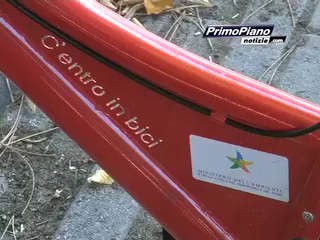 PrimoPiano
notizie.com
C'entro in bici
MINISTERO DELL'AMBIENTE